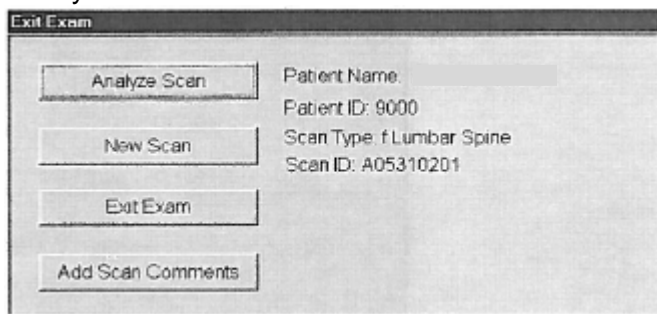 Exit Exam
Analyze Scan
Patient Name:
Patient ID: 9000
New Scan
Scan Type: f Lumbar Spine
Scan ID: A05310201
Exit Exam
Add Scan Comments